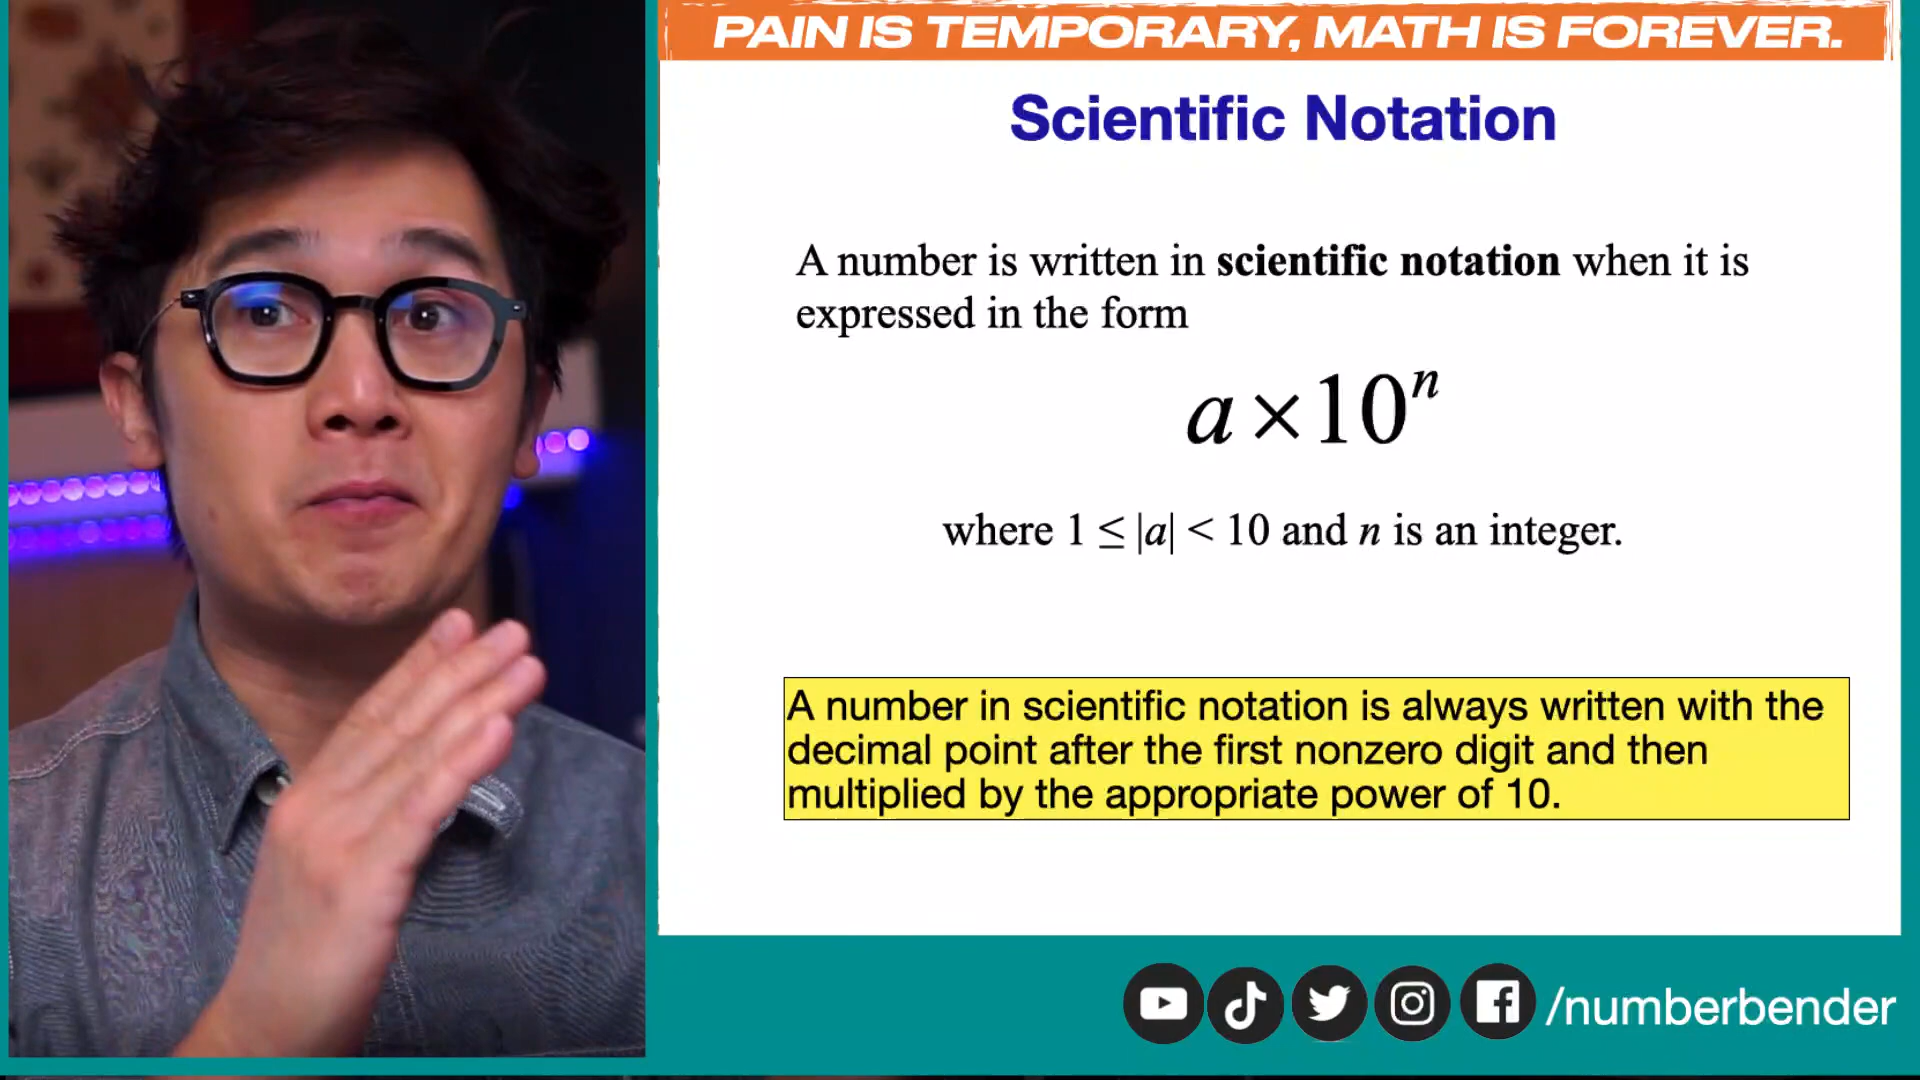 PAIN IS TEMPORARY, MATH IS FOREVER.
Scientific Notation
A number is written in scientific notation when it is
expressed in the form
a × 10ⁿ
where 1 ≤ |a| < 10 and n is an integer.
A number in scientific notation is always written with the
decimal point after the first nonzero digit and then
multiplied by the appropriate power of 10.
/numberbender